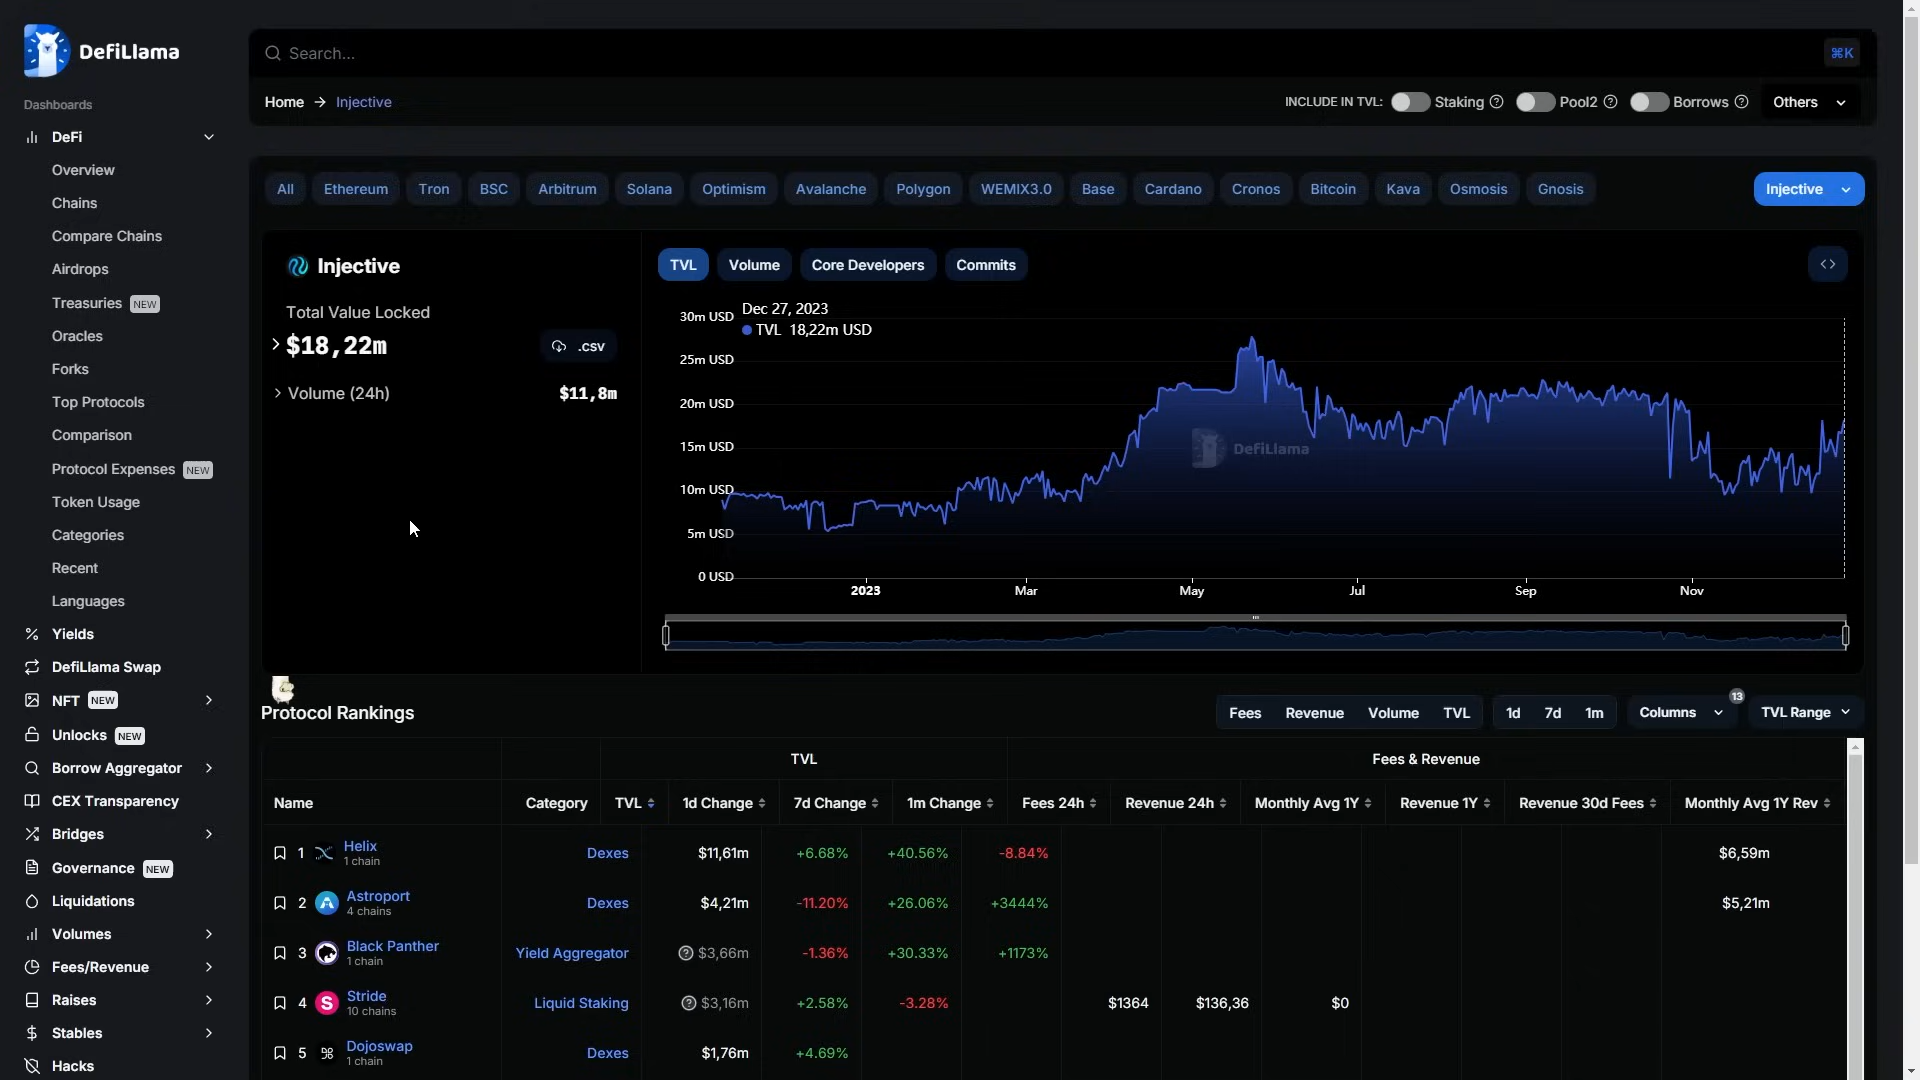 DefiLlama
Search...
⌘K
Home → Injective
INCLUDE IN TVL: Staking Pool2 Borrows Others
Dashboards
DeFi
Overview
Chains
Compare Chains
Airdrops
Treasuries NEW
Oracles
Forks
Top Protocols
Comparison
Protocol Expenses NEW
Token Usage
Categories
Recent
Languages
Yields
DefiLlama Swap
NFT NEW
Unlocks NEW
Borrow Aggregator
CEX Transparency
Bridges
Governance NEW
Liquidations
Volumes
Fees/Revenue
Raises
Stables
Hacks
All Ethereum Tron BSC Arbitrum Solana Optimism Avalanche Polygon WEMIX3.0 Base Cardano Cronos Bitcoin Kava Osmosis Gnosis Injective
Injective
Total Value Locked
$18,22m
.csv
Volume (24h) $11,8m
TVL Volume Core Developers Commits
Dec 27, 2023
TVL 18,22m USD
30m USD
25m USD
20m USD
15m USD
10m USD
5m USD
0 USD
DefiLlama
2023 Mar May Jul Sep Nov
Protocol Rankings
Fees Revenue Volume TVL 1d 7d 1m Columns 13 TVL Range
TVL Fees & Revenue
Name Category TVL 1d Change 7d Change 1m Change Fees 24h Revenue 24h Monthly Avg 1Y Revenue 1Y Revenue 30d Fees Monthly Avg 1Y Rev
1 Helix Dexes $11,61m +6.68% +40.56% -8.84% $6,59m
1 chain
2 Astroport Dexes $4,21m -11.20% +26.06% +3444% $5,21m
4 chains
3 Black Panther Yield Aggregator $3,66m -1.36% +30.33% +1173%
1 chain
4 Stride Liquid Staking $3,16m +2.58% -3.28% $1364 $136,36 $0
10 chains
5 Dojoswap Dexes $1,76m +4.69%
1 chain